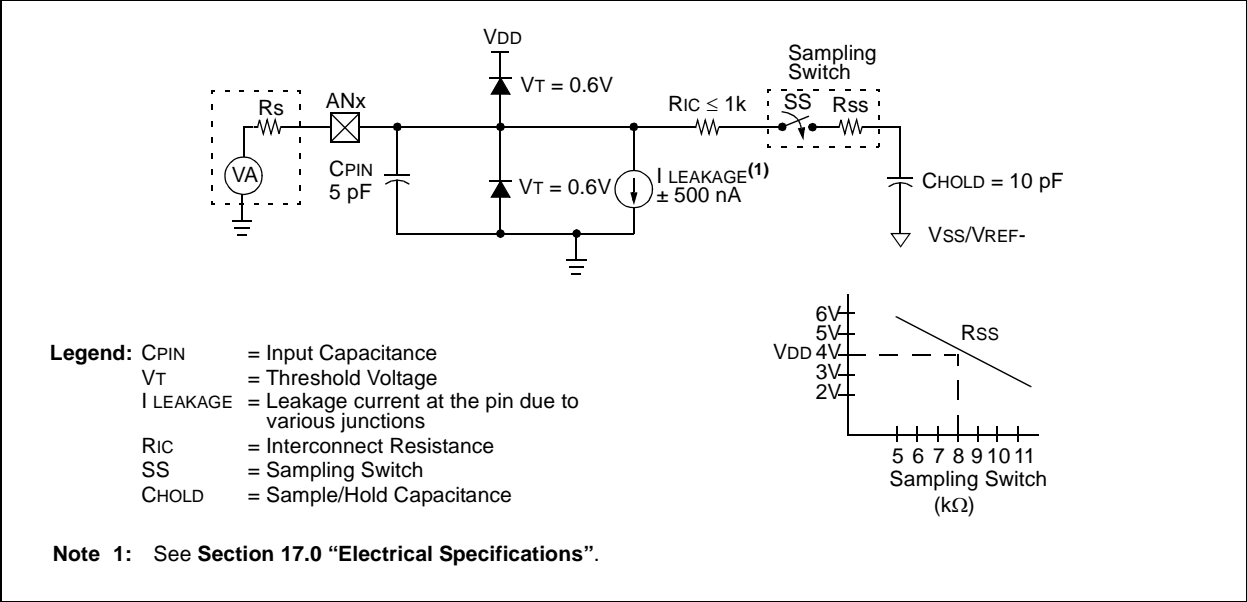 VDD
Sampling
Switch
VT = 0.6V
RS
ANx
RIC ≤ 1k
SS
RSS
VA
CPIN
5 pF
VT = 0.6V
I LEAKAGE(1)
± 500 nA
CHOLD = 10 pF
VSS/VREF-
6V
5V
VDD 4V
3V
2V
RSS
5 6 7 8 9 10 11
Sampling Switch
(kΩ)
Legend: CPIN = Input Capacitance
VT = Threshold Voltage
I LEAKAGE = Leakage current at the pin due to
various junctions
RIC = Interconnect Resistance
SS = Sampling Switch
CHOLD = Sample/Hold Capacitance
Note 1: See Section 17.0 “Electrical Specifications”.